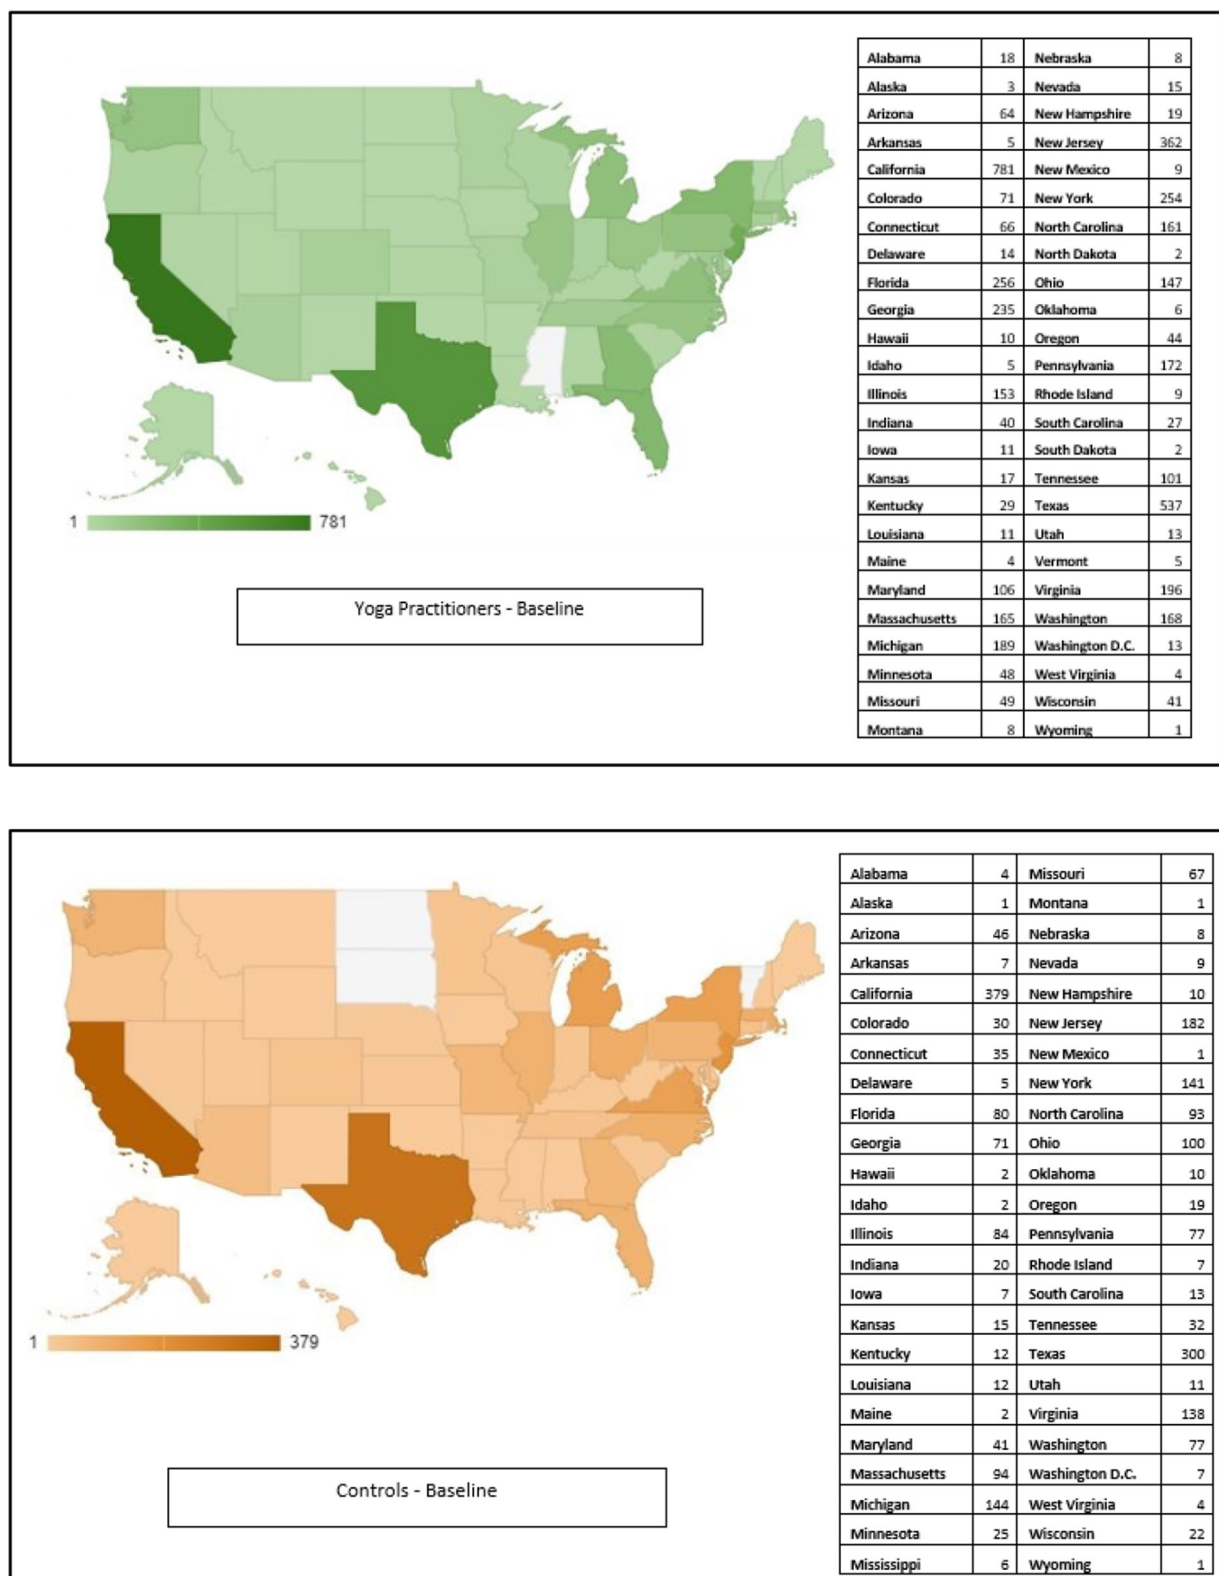 Alabama 18 Nebraska 8
Alaska 3 Nevada 15
Arizona 64 New Hampshire 19
Arkansas 5 New Jersey 362
California 781 New Mexico 9
Colorado 71 New York 254
Connecticut 66 North Carolina 161
Delaware 14 North Dakota 2
Florida 256 Ohio 147
Georgia 235 Oklahoma 6
Hawaii 10 Oregon 44
Idaho 5 Pennsylvania 172
Illinois 153 Rhode Island 9
Indiana 40 South Carolina 27
Iowa 11 South Dakota 2
Kansas 17 Tennessee 101
Kentucky 29 Texas 537
Louisiana 11 Utah 13
Maine 4 Vermont 5
Maryland 106 Virginia 196
Massachusetts 165 Washington 168
Michigan 189 Washington D.C. 13
Minnesota 48 West Virginia 4
Missouri 49 Wisconsin 41
Montana 8 Wyoming 1
1 781
Yoga Practitioners - Baseline
Alabama 4 Missouri 67
Alaska 1 Montana 1
Arizona 46 Nebraska 8
Arkansas 7 Nevada 9
California 379 New Hampshire 10
Colorado 30 New Jersey 182
Connecticut 35 New Mexico 1
Delaware 5 New York 141
Florida 80 North Carolina 93
Georgia 71 Ohio 100
Hawaii 2 Oklahoma 10
Idaho 2 Oregon 19
Illinois 84 Pennsylvania 77
Indiana 20 Rhode Island 7
Iowa 7 South Carolina 13
Kansas 15 Tennessee 32
Kentucky 12 Texas 300
Louisiana 12 Utah 11
Maine 2 Virginia 138
Maryland 41 Washington 77
Massachusetts 94 Washington D.C. 7
Michigan 144 West Virginia 4
Minnesota 25 Wisconsin 22
Mississippi 6 Wyoming 1
1 379
Controls - Baseline